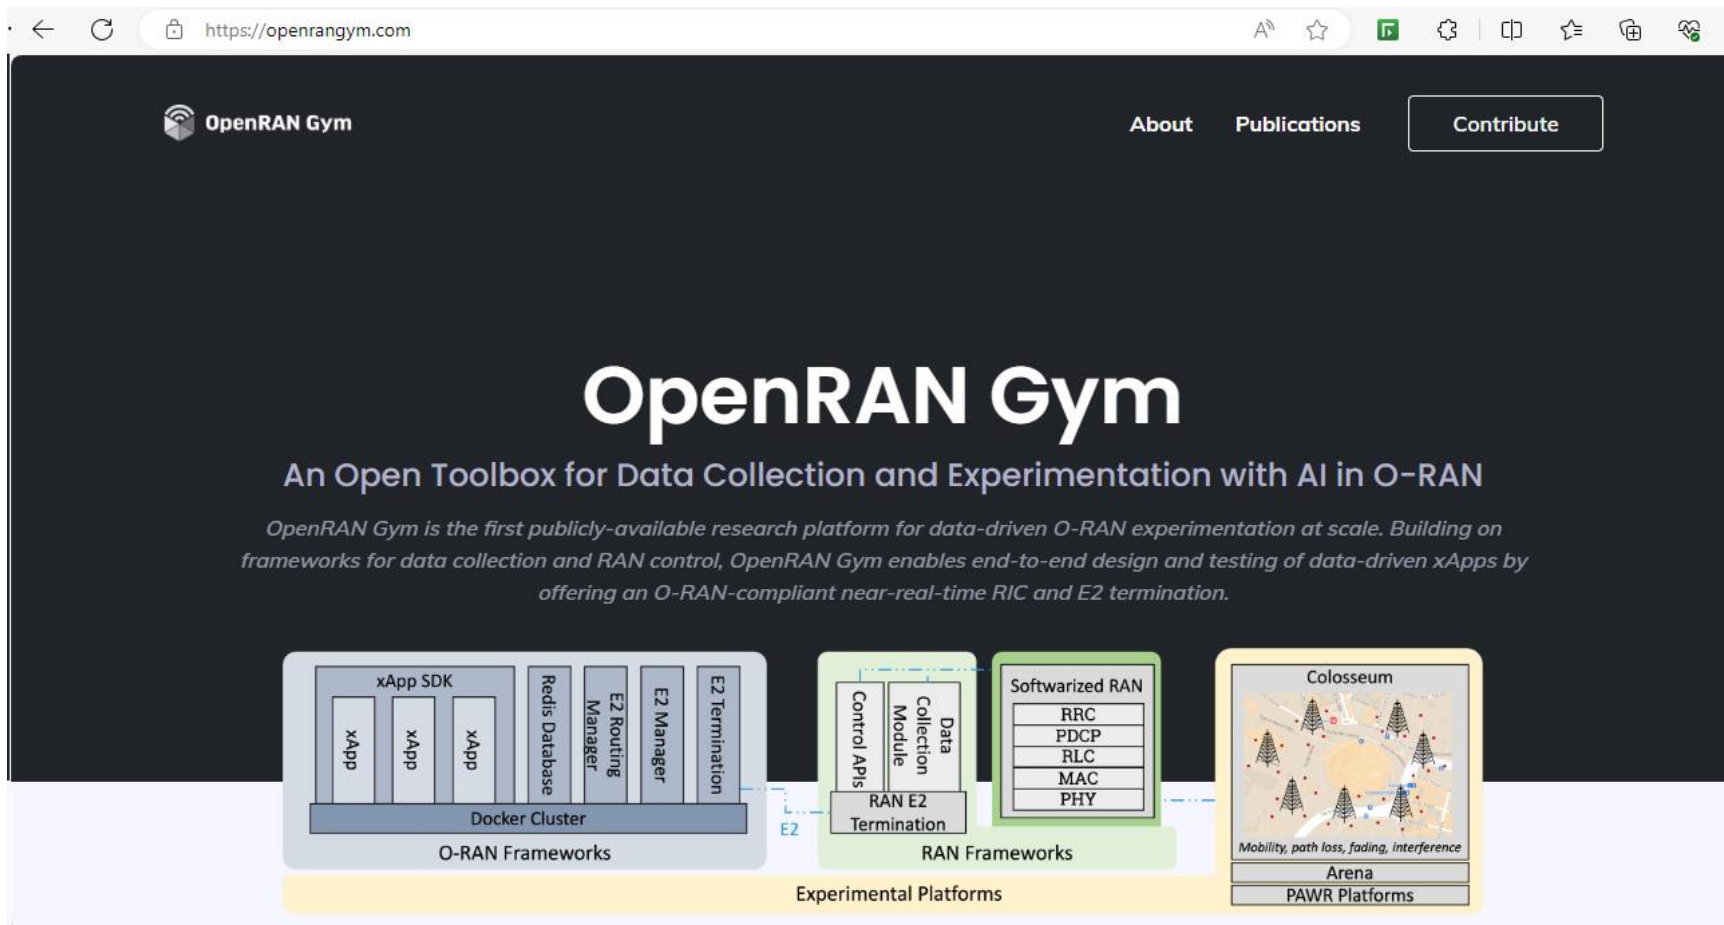 https://openrangym.com
OpenRAN Gym
About
Publications
Contribute
OpenRAN Gym
An Open Toolbox for Data Collection and Experimentation with AI in O-RAN
OpenRAN Gym is the first publicly-available research platform for data-driven O-RAN experimentation at scale. Building on
frameworks for data collection and RAN control, OpenRAN Gym enables end-to-end design and testing of data-driven xApps by
offering an O-RAN-compliant near-real-time RIC and E2 termination.
xApp SDK
xApp
xApp
xApp
Redis Database
E2 Routing
Manager
E2 Manager
E2 Termination
Docker Cluster
O-RAN Frameworks
E2
Control APIs
Data
Collection
Module
RAN E2
Termination
Softwarized RAN
RRC
PDCP
RLC
MAC
PHY
RAN Frameworks
Colosseum
Mobility, path loss, fading, interference
Arena
PAWR Platforms
Experimental Platforms